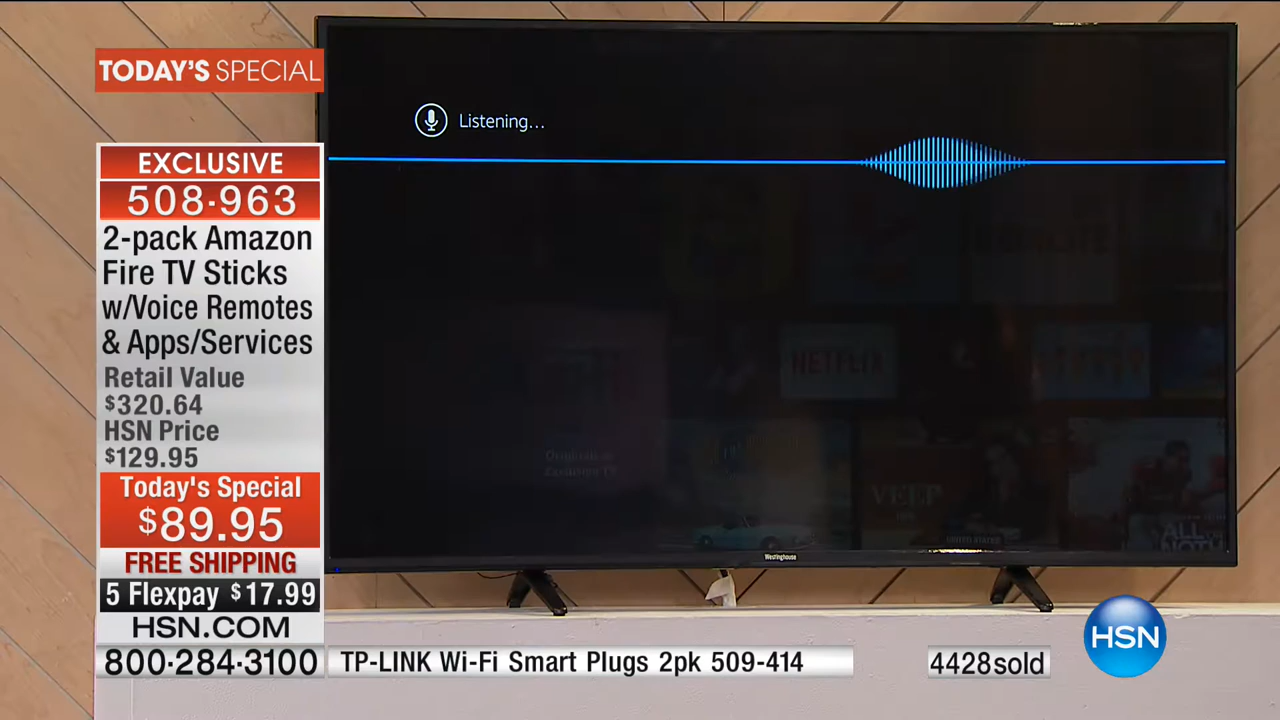 TODAY'S SPECIAL
EXCLUSIVE
508-963
2-pack Amazon
Fire TV Sticks
w/Voice Remotes
& Apps/Services
Retail Value
$320.64
HSN Price
$129.95
Today's Special
$89.95
FREE SHIPPING
5 Flexpay $17.99
HSN.COM
800-284-3100
TP-LINK Wi-Fi Smart Plugs 2pk 509-414
4428sold
HSN
Listening...
NETFLIX
VEEP
Westinghouse